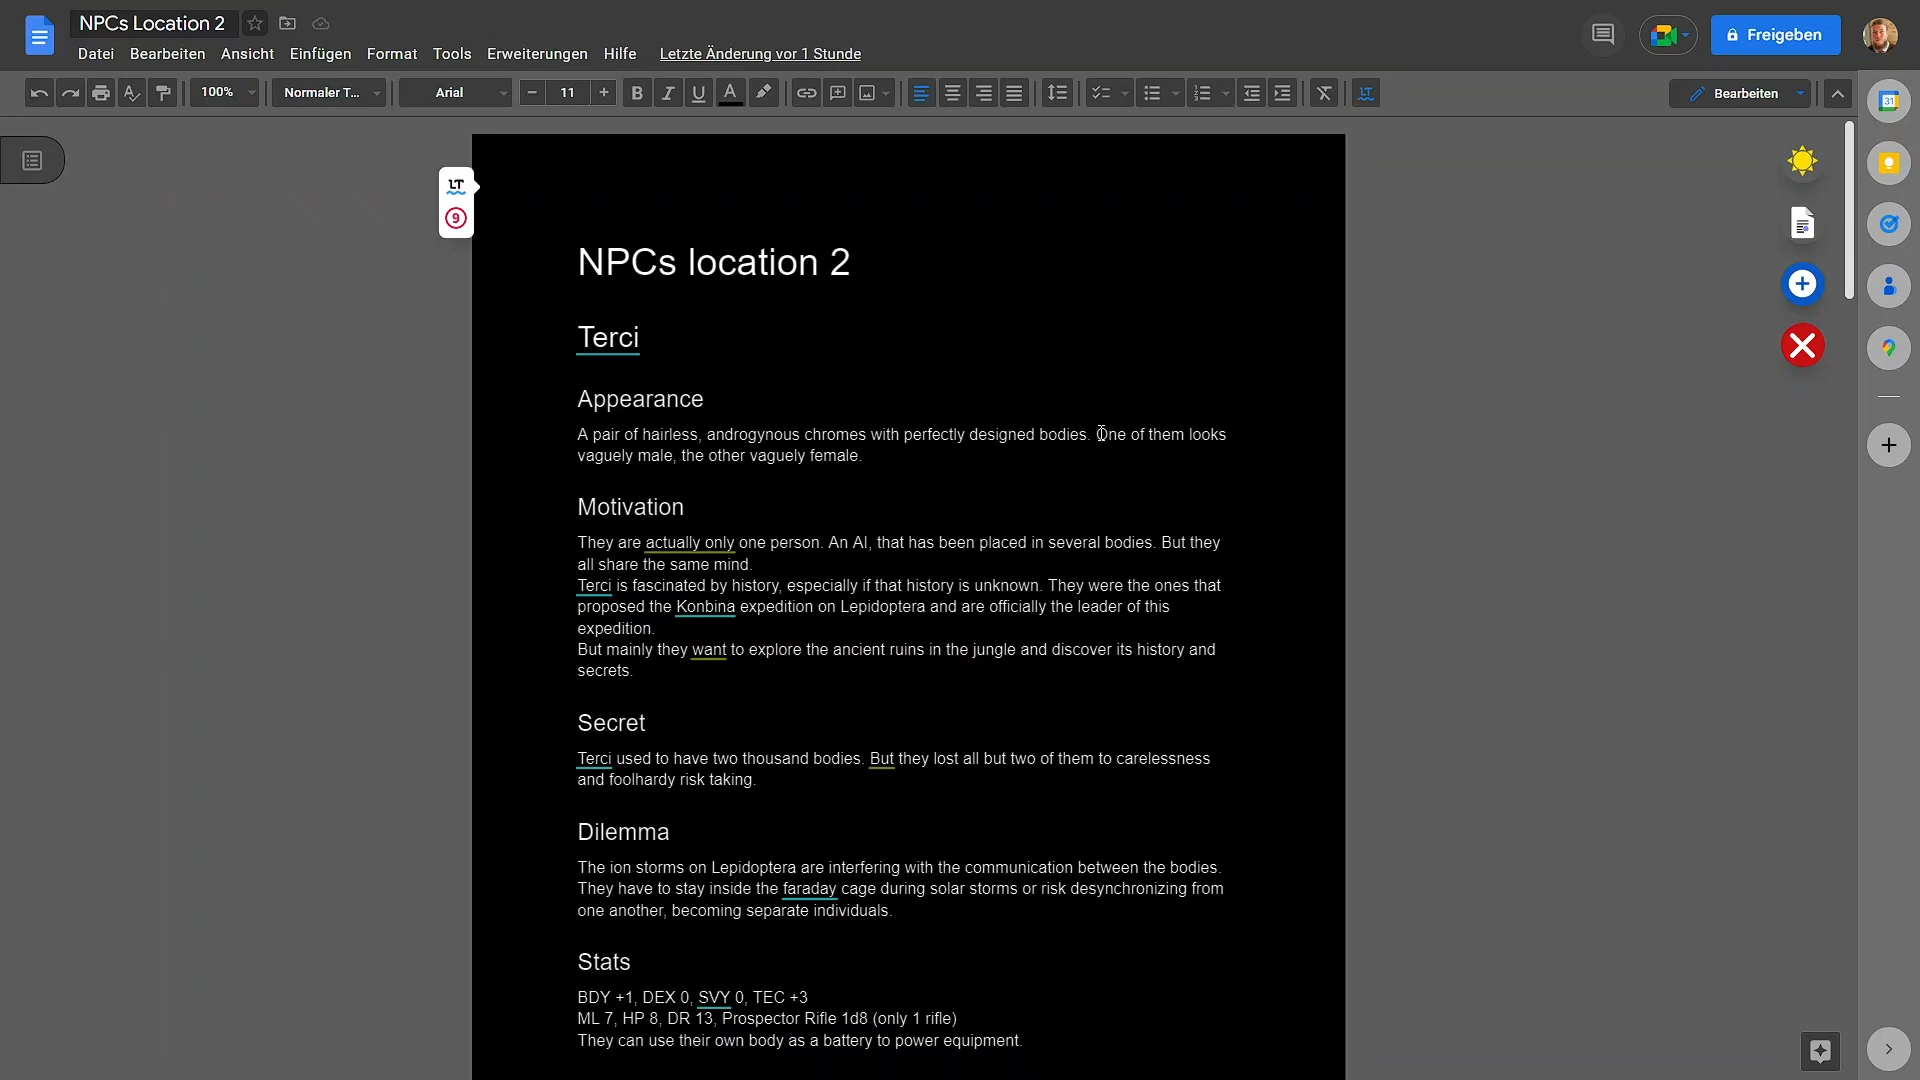 NPCs Location 2
Datei Bearbeiten Ansicht Einfügen Format Tools Erweiterungen Hilfe Letzte Änderung vor 1 Stunde
Freigeben
100% Normaler T... Arial 11 Bearbeiten
31
LT
9
NPCs location 2
Terci
Appearance
A pair of hairless, androgynous chromes with perfectly designed bodies. One of them looks
vaguely male, the other vaguely female.
Motivation
They are actually only one person. An AI, that has been placed in several bodies. But they
all share the same mind.
Terci is fascinated by history, especially if that history is unknown. They were the ones that
proposed the Konbina expedition on Lepidoptera and are officially the leader of this
expedition.
But mainly they want to explore the ancient ruins in the jungle and discover its history and
secrets.
Secret
Terci used to have two thousand bodies. But they lost all but two of them to carelessness
and foolhardy risk taking.
Dilemma
The ion storms on Lepidoptera are interfering with the communication between the bodies.
They have to stay inside the faraday cage during solar storms or risk desynchronizing from
one another, becoming separate individuals.
Stats
BDY +1, DEX 0, SVY 0, TEC +3
ML 7, HP 8, DR 13, Prospector Rifle 1d8 (only 1 rifle)
They can use their own body as a battery to power equipment.